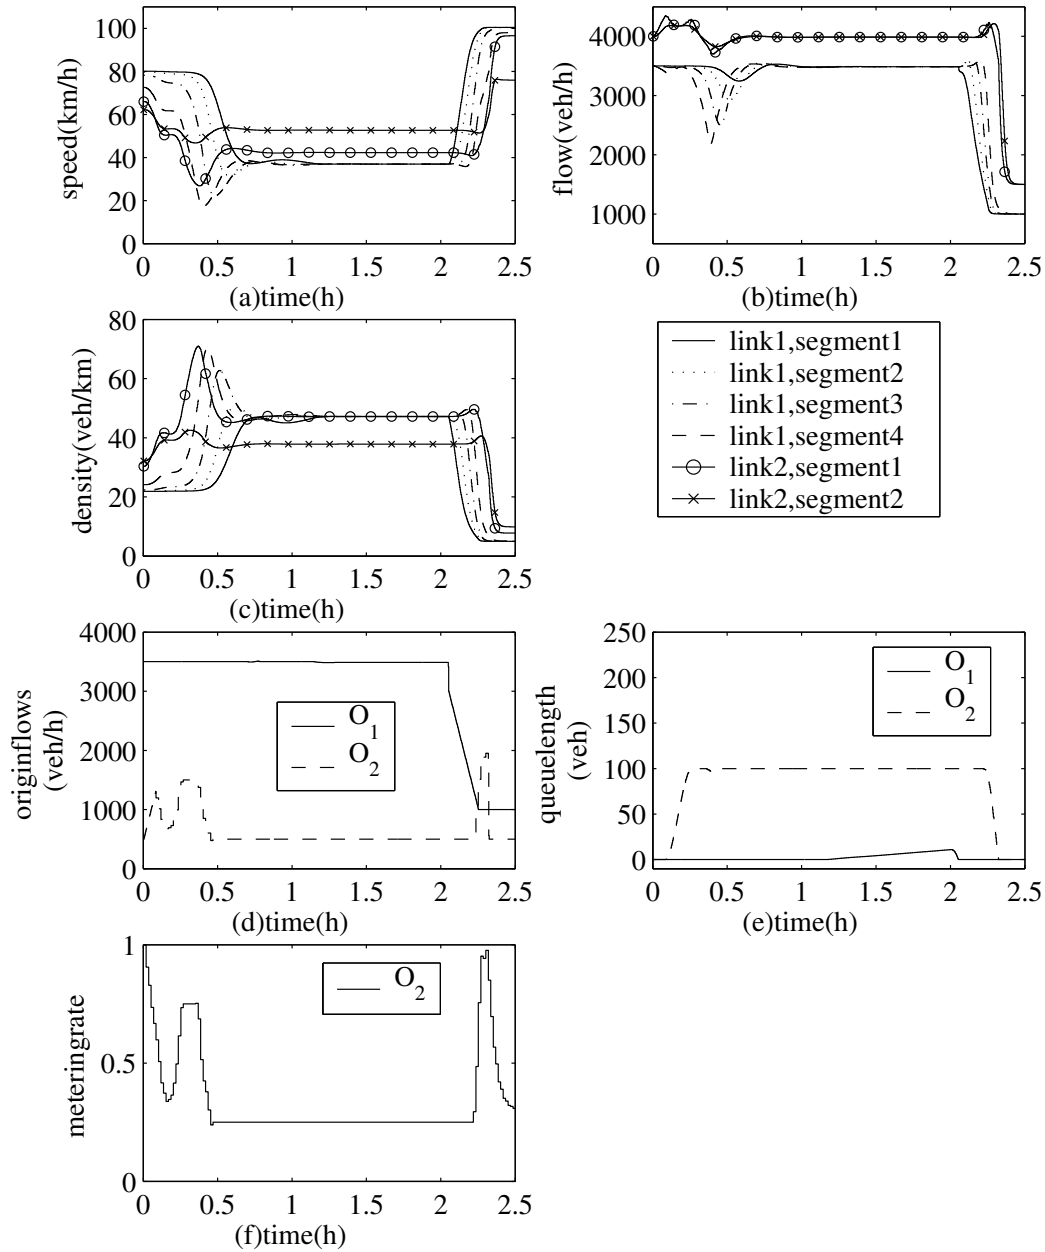 100
80
60
40
20
0
speed(km/h)
0 0.5 1 1.5 2 2.5
(a)time(h)
4000
3000
2000
1000
flow(veh/h)
0 0.5 1 1.5 2 2.5
(b)time(h)
80
60
40
20
0
density(veh/km)
0 0.5 1 1.5 2 2.5
(c)time(h)
link1,segment1
link1,segment2
link1,segment3
link1,segment4
link2,segment1
link2,segment2
4000
3000
2000
1000
0
originflows
(veh/h)
O1
O2
0 0.5 1 1.5 2 2.5
(d)time(h)
250
200
150
100
50
0
queuelength
(veh)
O1
O2
0 0.5 1 1.5 2 2.5
(e)time(h)
1
0.5
0
meteringrate
O2
0 0.5 1 1.5 2 2.5
(f)time(h)